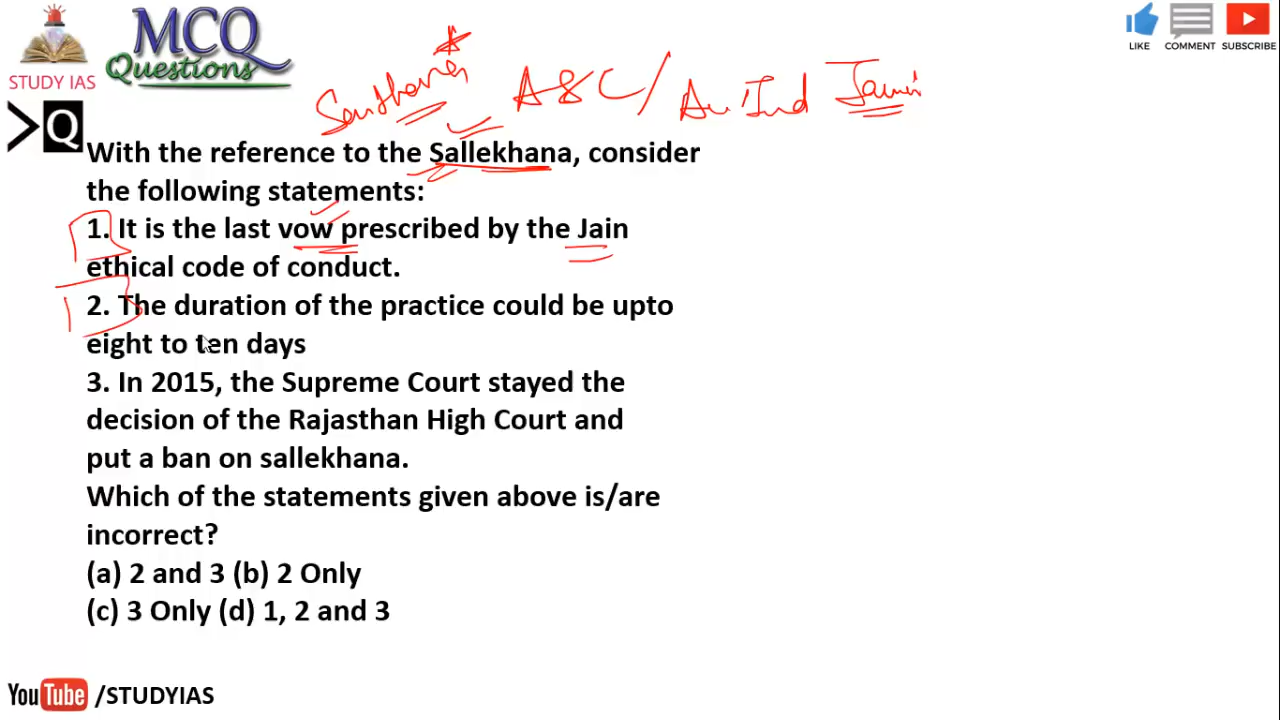 MCQ
Questions
STUDY IAS
LIKE COMMENT SUBSCRIBE
>Q
Santhara A&C/ Jain
With the reference to the Sallekhana, consider
the following statements:
1. It is the last vow prescribed by the Jain
ethical code of conduct.
2. The duration of the practice could be upto
eight to ten days
3. In 2015, the Supreme Court stayed the
decision of the Rajasthan High Court and
put a ban on sallekhana.
Which of the statements given above is/are
incorrect?
(a) 2 and 3 (b) 2 Only
(c) 3 Only (d) 1, 2 and 3
YouTube /STUDYIAS